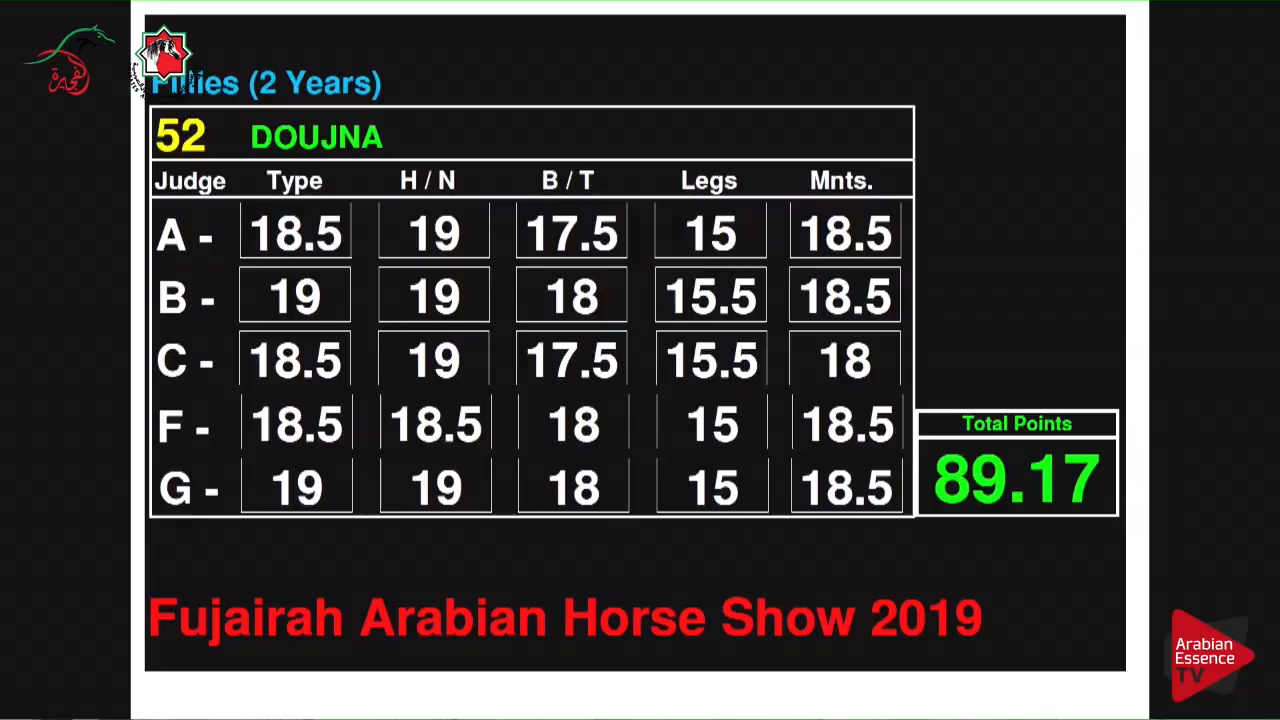 الفجيرة
Fillies (2 Years)
52 DOUJNA
Judge Type H / N B / T Legs Mnts.
A - 18.5 19 17.5 15 18.5
B - 19 19 18 15.5 18.5
C - 18.5 19 17.5 15.5 18
F - 18.5 18.5 18 15 18.5
G - 19 19 18 15 18.5
Total Points
89.17
Fujairah Arabian Horse Show 2019
Arabian
Essence
TV